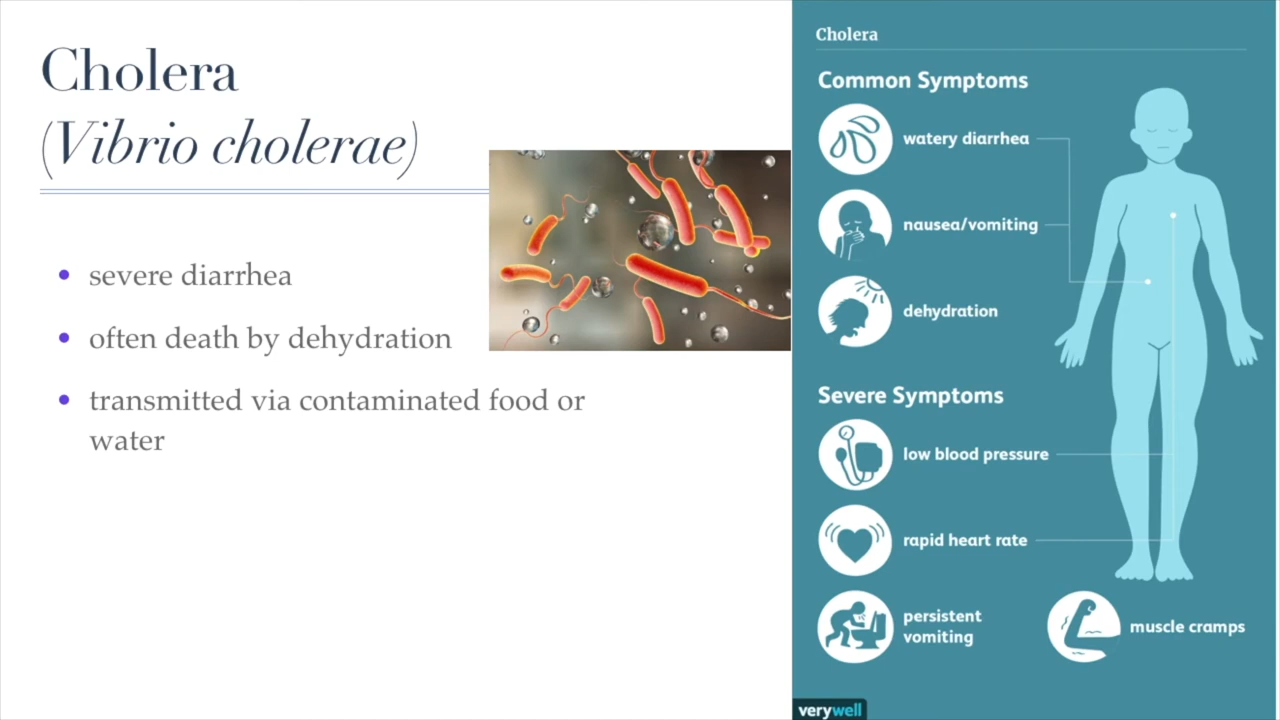 Cholera
(Vibrio cholerae)
• severe diarrhea
• often death by dehydration
• transmitted via contaminated food or
water
Cholera
Common Symptoms
watery diarrhea
nausea/vomiting
dehydration
Severe Symptoms
low blood pressure
rapid heart rate
persistent
vomiting
muscle cramps
verywell